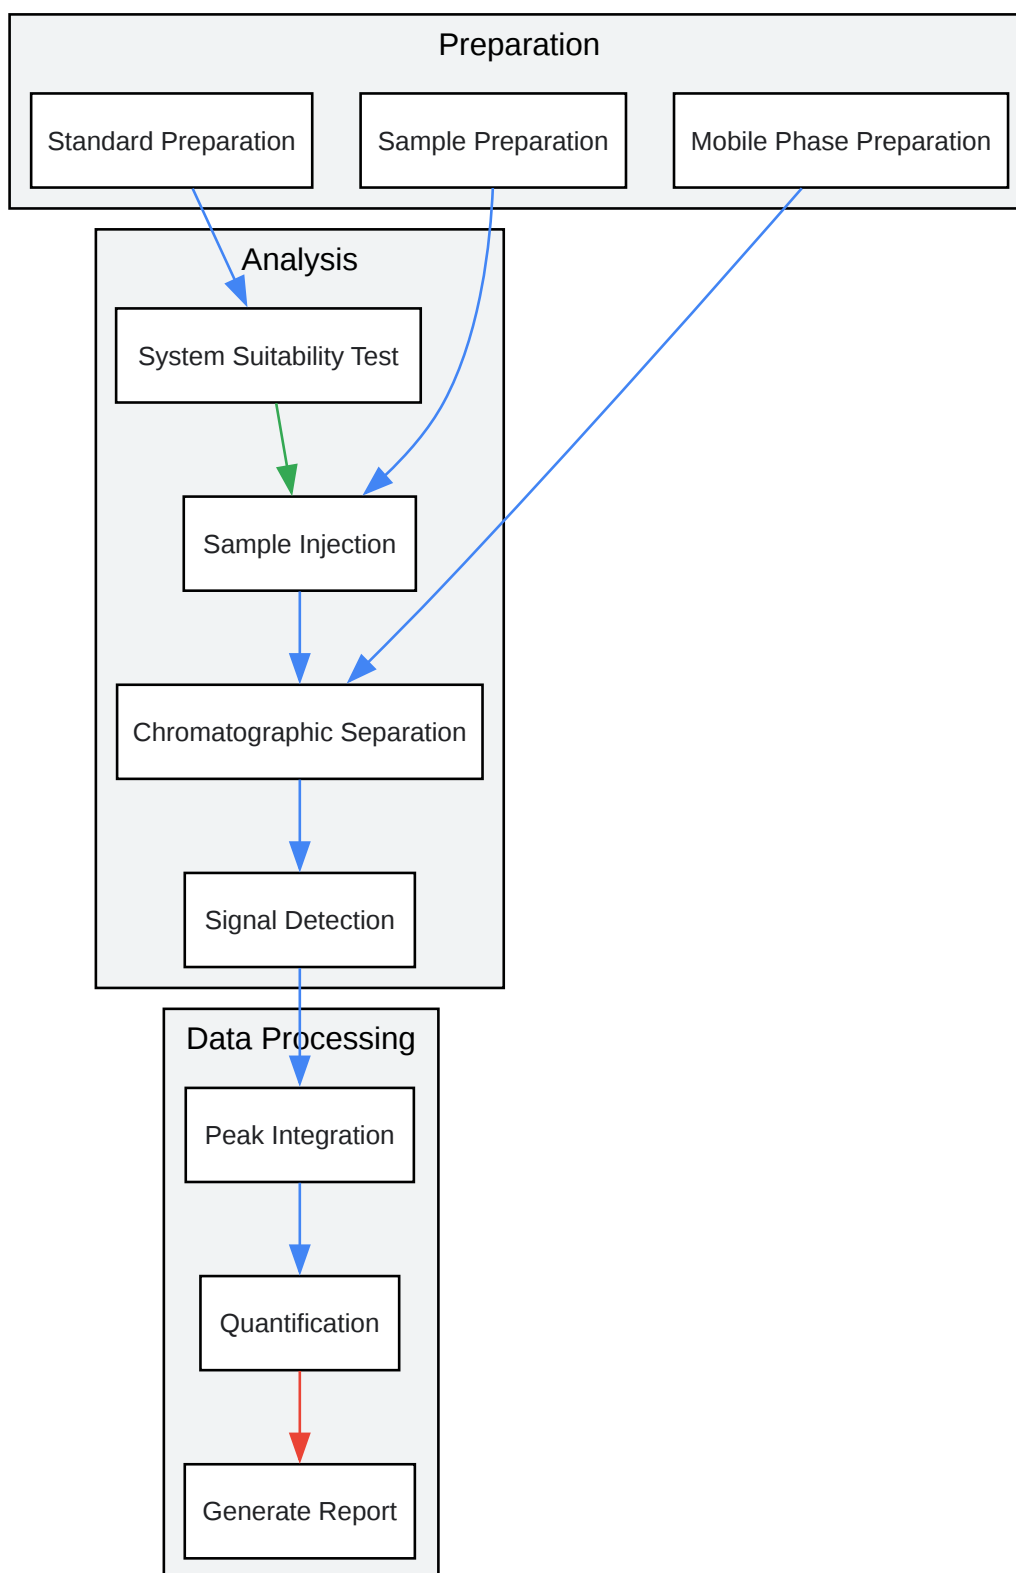 Preparation
Standard Preparation
Sample Preparation
Mobile Phase Preparation
Analysis
System Suitability Test
Sample Injection
Chromatographic Separation
Signal Detection
Data Processing
Peak Integration
Quantification
Generate Report